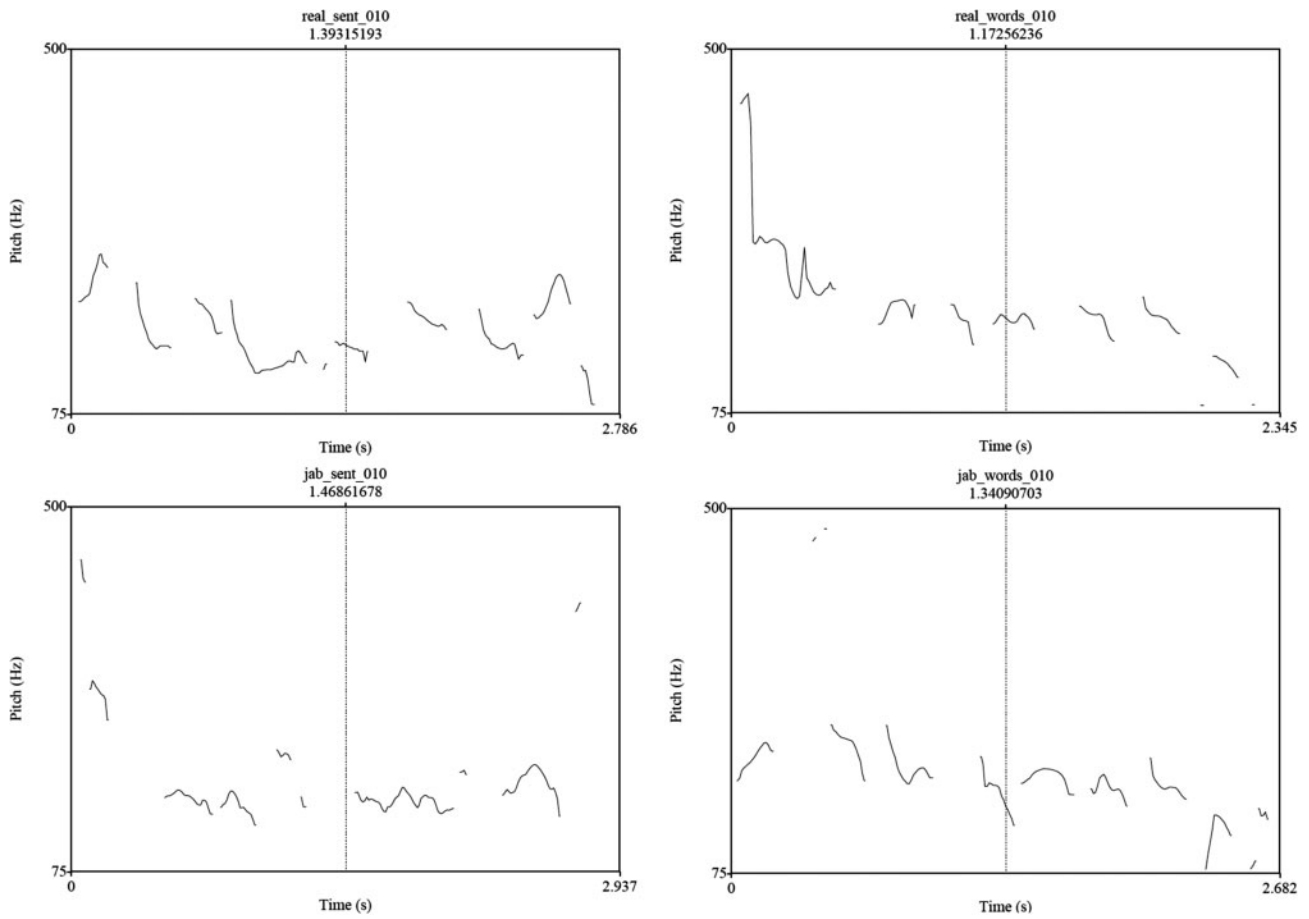 real_sent_010
1.39315193
500
Pitch (Hz)
75
0
2.786
Time (s)
real_words_010
1.17256236
500
Pitch (Hz)
75
0
2.345
Time (s)
jab_sent_010
1.46861678
500
Pitch (Hz)
75
0
2.937
Time (s)
jab_words_010
1.34090703
500
Pitch (Hz)
75
0
2.682
Time (s)